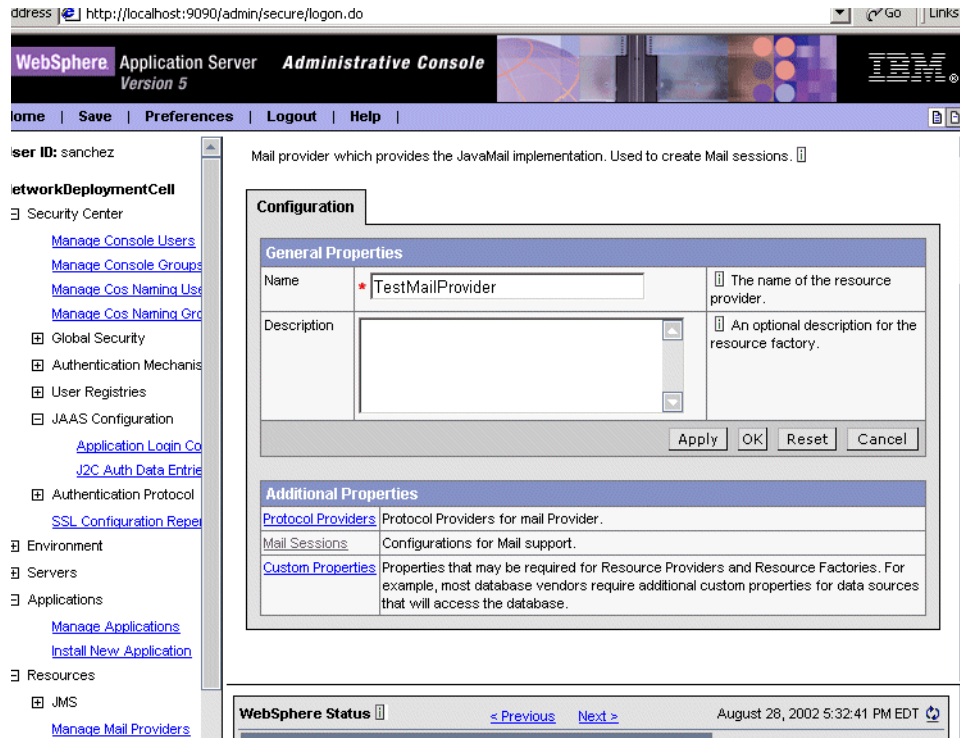 ddress http://localhost:9090/admin/secure/logon.do Go Links
WebSphere Application Server Administrative Console
Version 5
IBM
ome | Save | Preferences | Logout | Help |
ser ID: sanchez
etworkDeploymentCell
Security Center
Manage Console Users
Manage Console Groups
Manage Cos Naming Use
Manage Cos Naming Gro
Global Security
Authentication Mechanis
User Registries
JAAS Configuration
Application Login Co
J2C Auth Data Entrie
Authentication Protocol
SSL Configuration Reper
Environment
Servers
Applications
Manage Applications
Install New Application
Resources
JMS
Manage Mail Providers
Mail provider which provides the JavaMail implementation. Used to create Mail sessions. i
Configuration
General Properties
Name * TestMailProvider
i The name of the resource
provider.
Description
i An optional description for the
resource factory.
Apply OK Reset Cancel
Additional Properties
Protocol Providers Protocol Providers for mail Provider.
Mail Sessions Configurations for Mail support.
Custom Properties Properties that may be required for Resource Providers and Resource Factories. For
example, most database vendors require additional custom properties for data sources
that will access the database.
WebSphere Status i < Previous Next > August 28, 2002 5:32:41 PM EDT